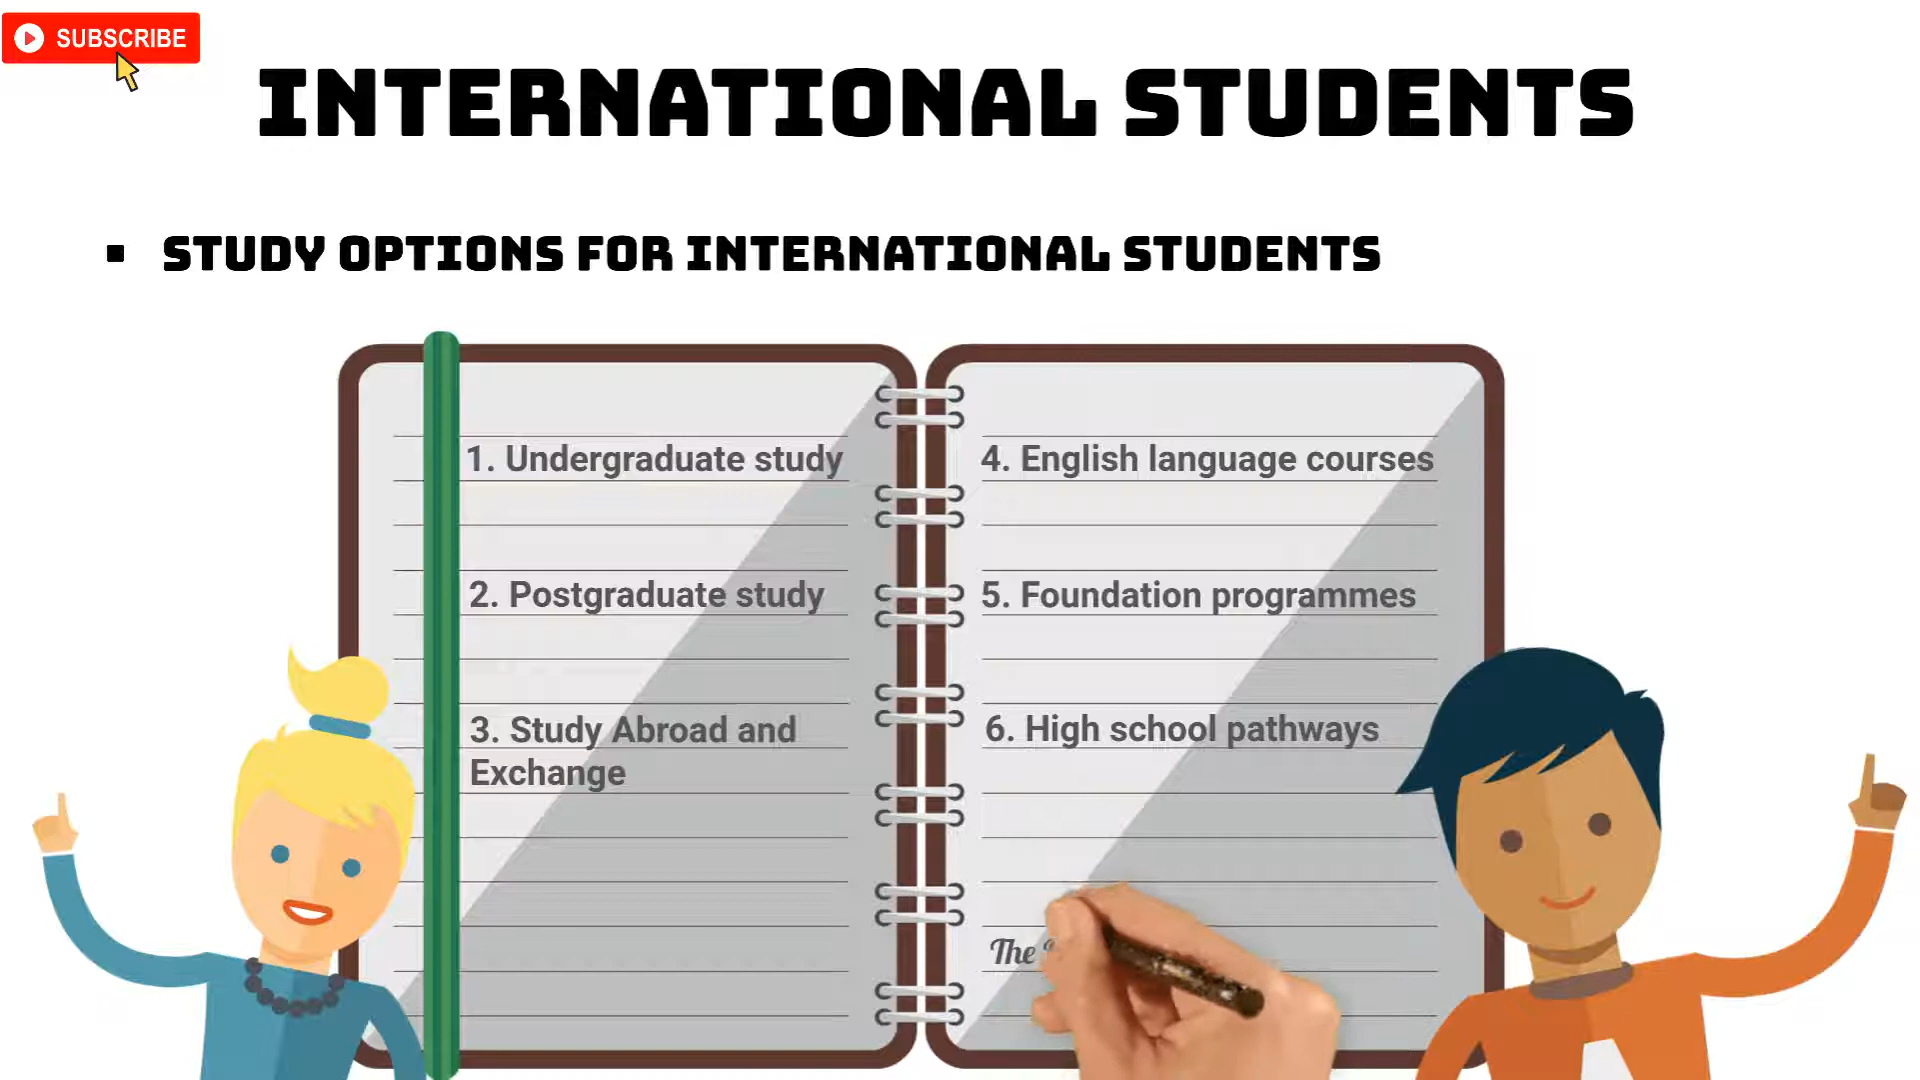 SUBSCRIBE
INTERNATIONAL STUDENTS
▪ STUDY OPTIONS FOR INTERNATIONAL STUDENTS
1. Undergraduate study
2. Postgraduate study
3. Study Abroad and
Exchange
4. English language courses
5. Foundation programmes
6. High school pathways
The